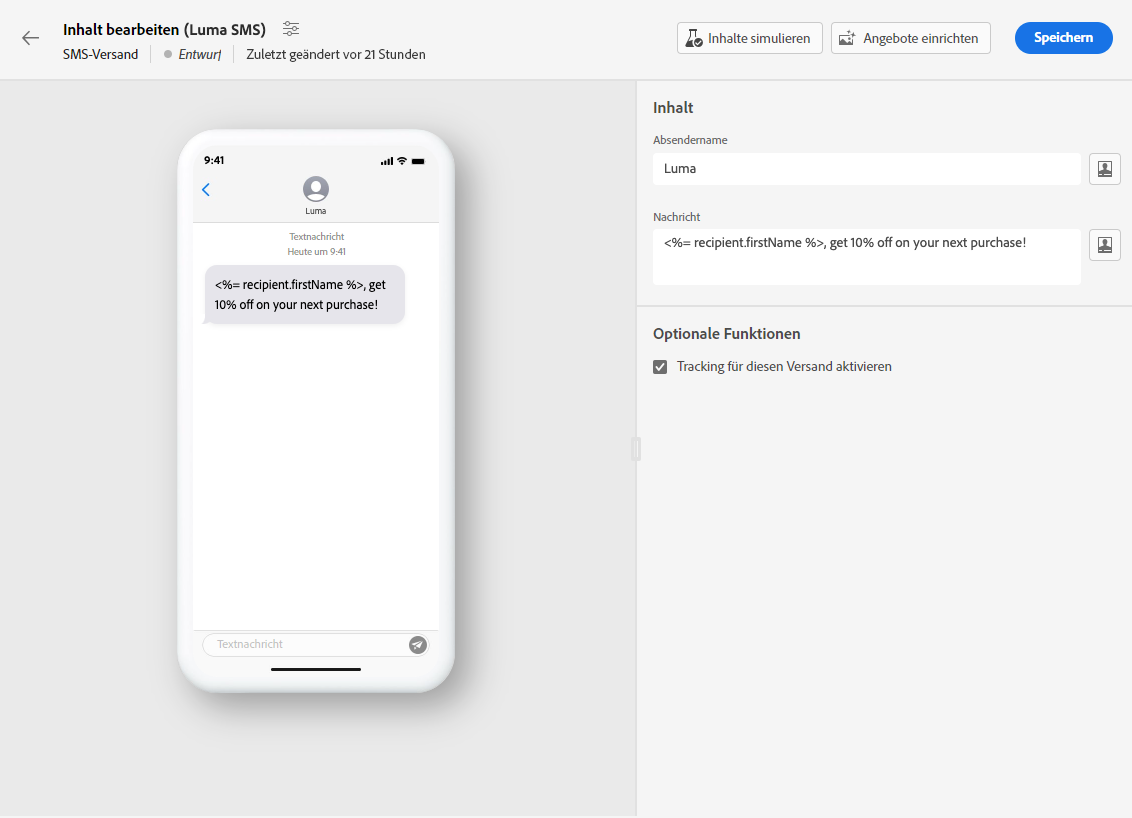 Inhalt bearbeiten (Luma SMS)
SMS-Versand
Entwurf
Zuletzt geändert vor 21 Stunden
Inhalte simulieren
Angebote einrichten
Speichern
9:41
Luma
Textnachricht
Heute um 9:41
<%= recipient.firstName %>, get
10% off on your next purchase!
Textnachricht
Inhalt
Absendername
Luma
Nachricht
<%= recipient.firstName %>, get 10% off on your next purchase!
Optionale Funktionen
Tracking für diesen Versand aktivieren